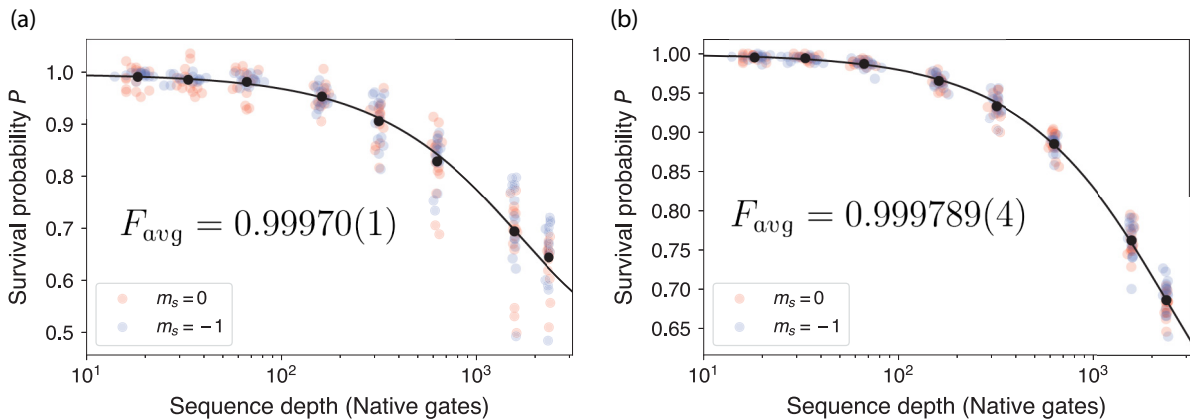 (a)
Survival probability P
1.0
0.9
0.8
0.7
0.6
0.5
F_avg = 0.99970(1)
m_s = 0
m_s = −1
10^1
10^2
10^3
Sequence depth (Native gates)
(b)
Survival probability P
1.00
0.95
0.90
0.85
0.80
0.75
0.70
0.65
F_avg = 0.999789(4)
m_s = 0
m_s = −1
10^1
10^2
10^3
Sequence depth (Native gates)